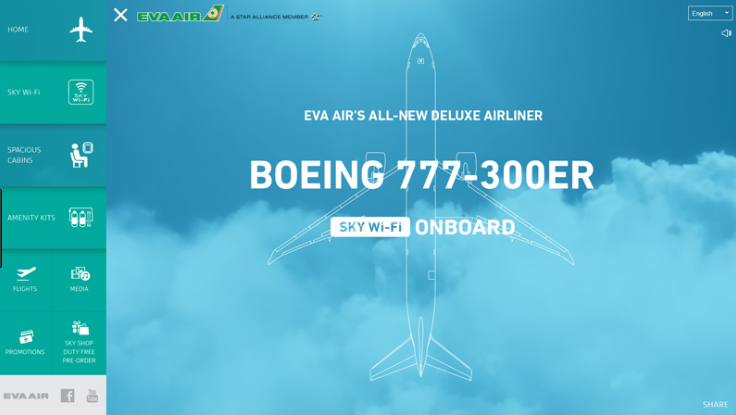 HOME
SKY Wi-Fi
SKY
Wi-Fi
SPACIOUS
CABINS
AMENITY KITS
FLIGHTS
MEDIA
PROMOTIONS
SKY SHOP
DUTY FREE
PRE-ORDER
EVA AIR
You
EVA AIR
A STAR ALLIANCE MEMBER
English
EVA AIR'S ALL-NEW DELUXE AIRLINER
BOEING 777-300ER
SKY Wi-Fi ONBOARD
SHARE